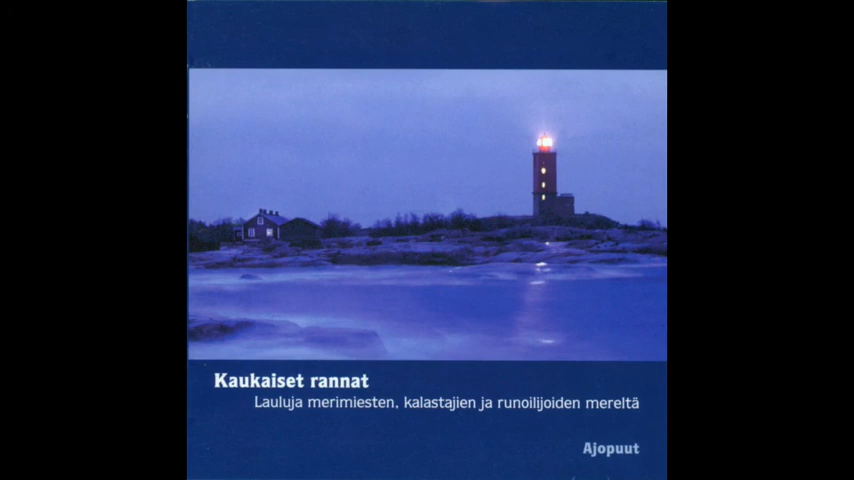 Kaukaiset rannat
Lauluja merimiesten, kalastajien ja runoilijoiden mereltä
Ajopuut